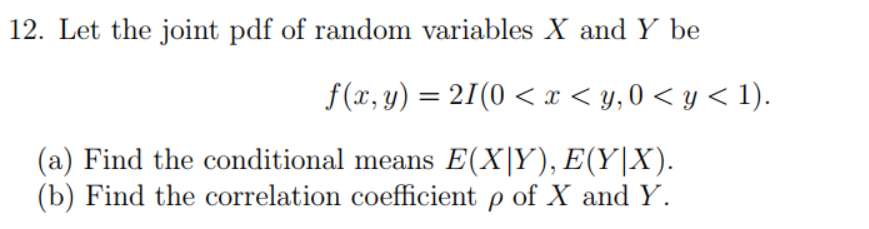 12. Let the joint pdf of random variables X and Y be
f(x, y) = 2I(0 < x < y, 0 < y < 1).
(a) Find the conditional means E(X|Y), E(Y|X).
(b) Find the correlation coefficient ρ of X and Y.